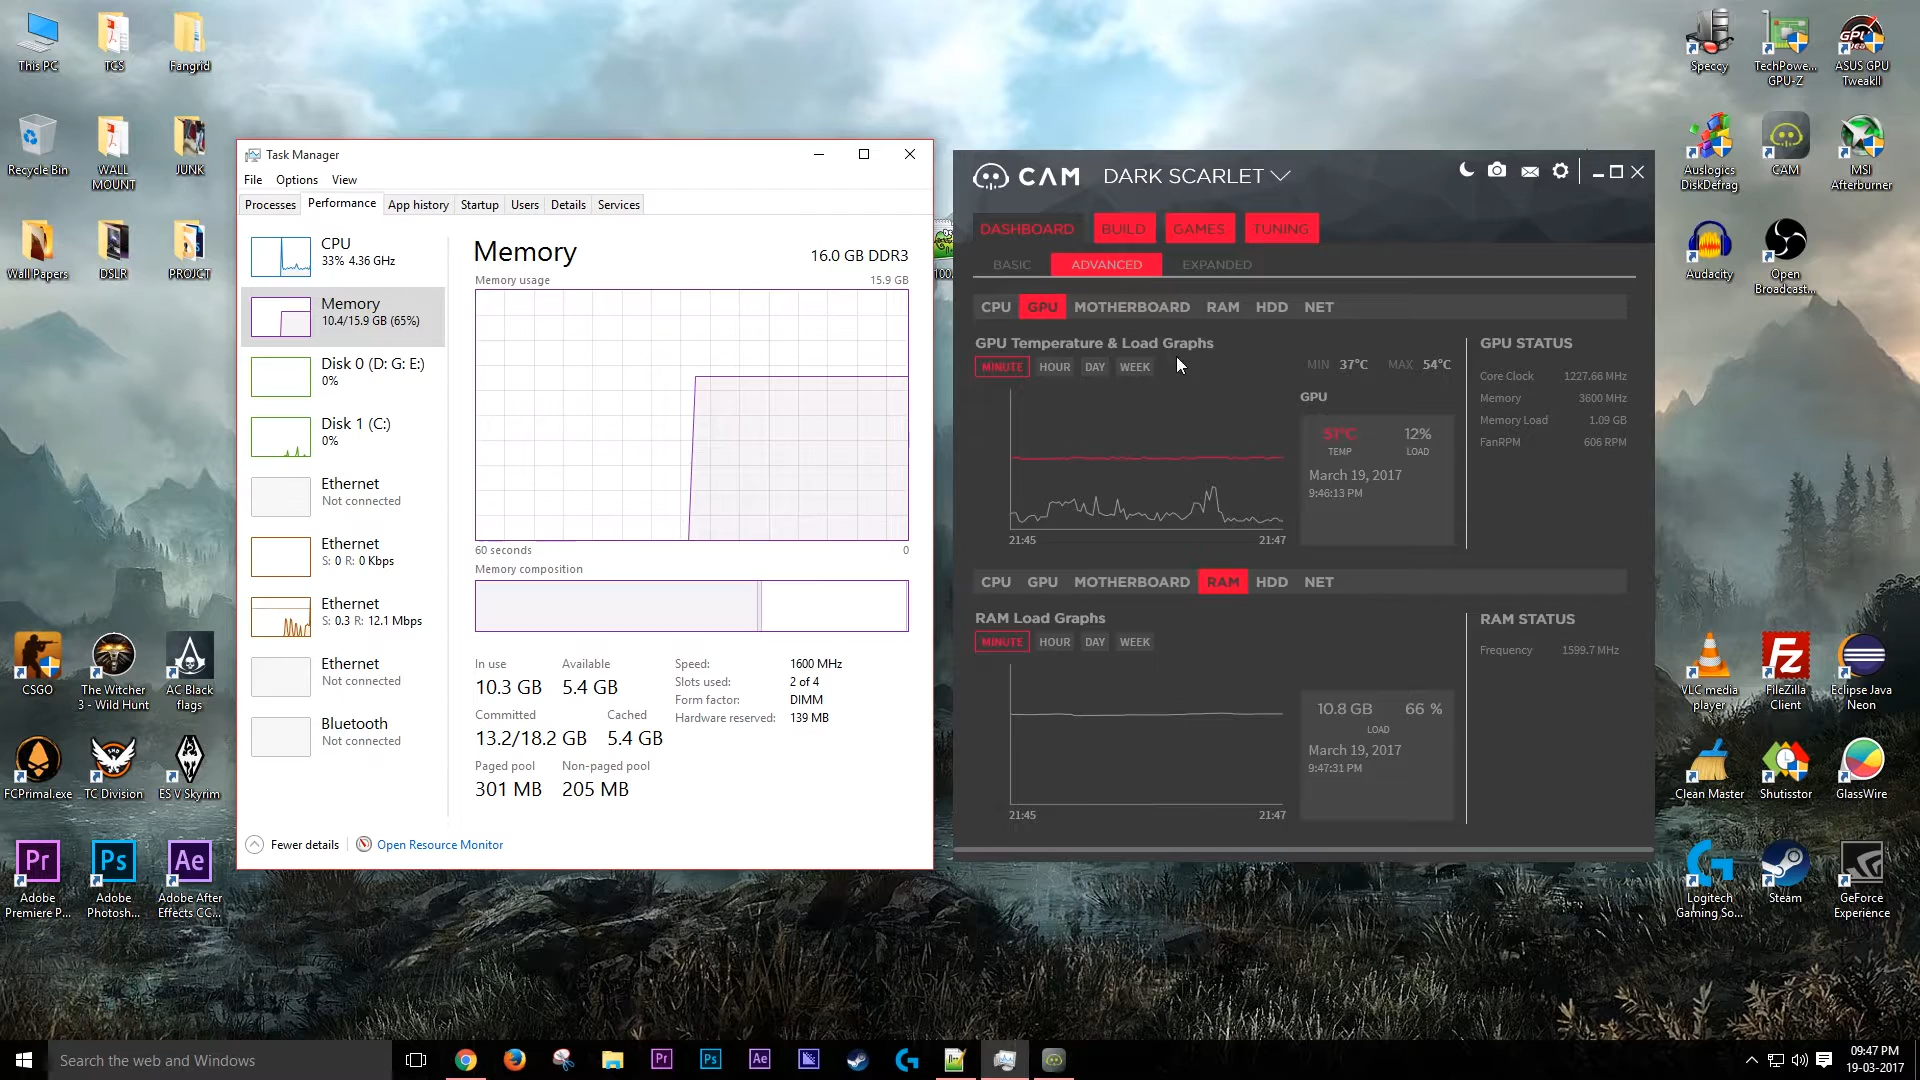 This PC
TCS
Fangrid
Recycle Bin
WALL MOUNT
JUNK
Wall Papers
DSLR
PROJCT
CSGO
The Witcher 3 - Wild Hunt
AC Black flags
FCPrimal.exe
TC Division
ES V Skyrim
Adobe Premiere P...
Adobe Photosh...
Adobe After Effects CC...
Task Manager
File Options View
Processes Performance App history Startup Users Details Services
CPU
33% 4.36 GHz
Memory
10.4/15.9 GB (65%)
Disk 0 (D: G: E:)
0%
Disk 1 (C:)
0%
Ethernet
Not connected
Ethernet
S: 0 R: 0 Kbps
Ethernet
S: 0.3 R: 12.1 Mbps
Ethernet
Not connected
Bluetooth
Not connected
Memory 16.0 GB DDR3
Memory usage 15.9 GB
60 seconds 0
Memory composition
In use Available
10.3 GB 5.4 GB
Committed Cached
13.2/18.2 GB 5.4 GB
Paged pool Non-paged pool
301 MB 205 MB
Speed: 1600 MHz
Slots used: 2 of 4
Form factor: DIMM
Hardware reserved: 139 MB
Fewer details Open Resource Monitor
100.
CAM DARK SCARLET
DASHBOARD BUILD GAMES TUNING
BASIC ADVANCED EXPANDED
CPU GPU MOTHERBOARD RAM HDD NET
GPU Temperature & Load Graphs
MINUTE HOUR DAY WEEK
MIN 37°C MAX 54°C
GPU
51°C 12%
TEMP LOAD
March 19, 2017
9:46:13 PM
21:45 21:47
GPU STATUS
Core Clock 1227.66 MHz
Memory 3600 MHz
Memory Load 1.09 GB
FanRPM 606 RPM
CPU GPU MOTHERBOARD RAM HDD NET
RAM Load Graphs
MINUTE HOUR DAY WEEK
10.8 GB 66 %
LOAD
March 19, 2017
9:47:31 PM
21:45 21:47
RAM STATUS
Frequency 1599.7 MHz
Speccy
TechPowe... GPU-Z
ASUS GPU TweakII
Auslogics DiskDefrag
CAM
MSI Afterburner
Audacity
Open Broadcast...
VLC media player
FileZilla Client
Eclipse Java Neon
Clean Master
Shutisstor
GlassWire
Logitech Gaming So...
Steam
GeForce Experience
Pr Ps Ae
Search the web and Windows
Pr Ps Ae
09:47 PM
19-03-2017